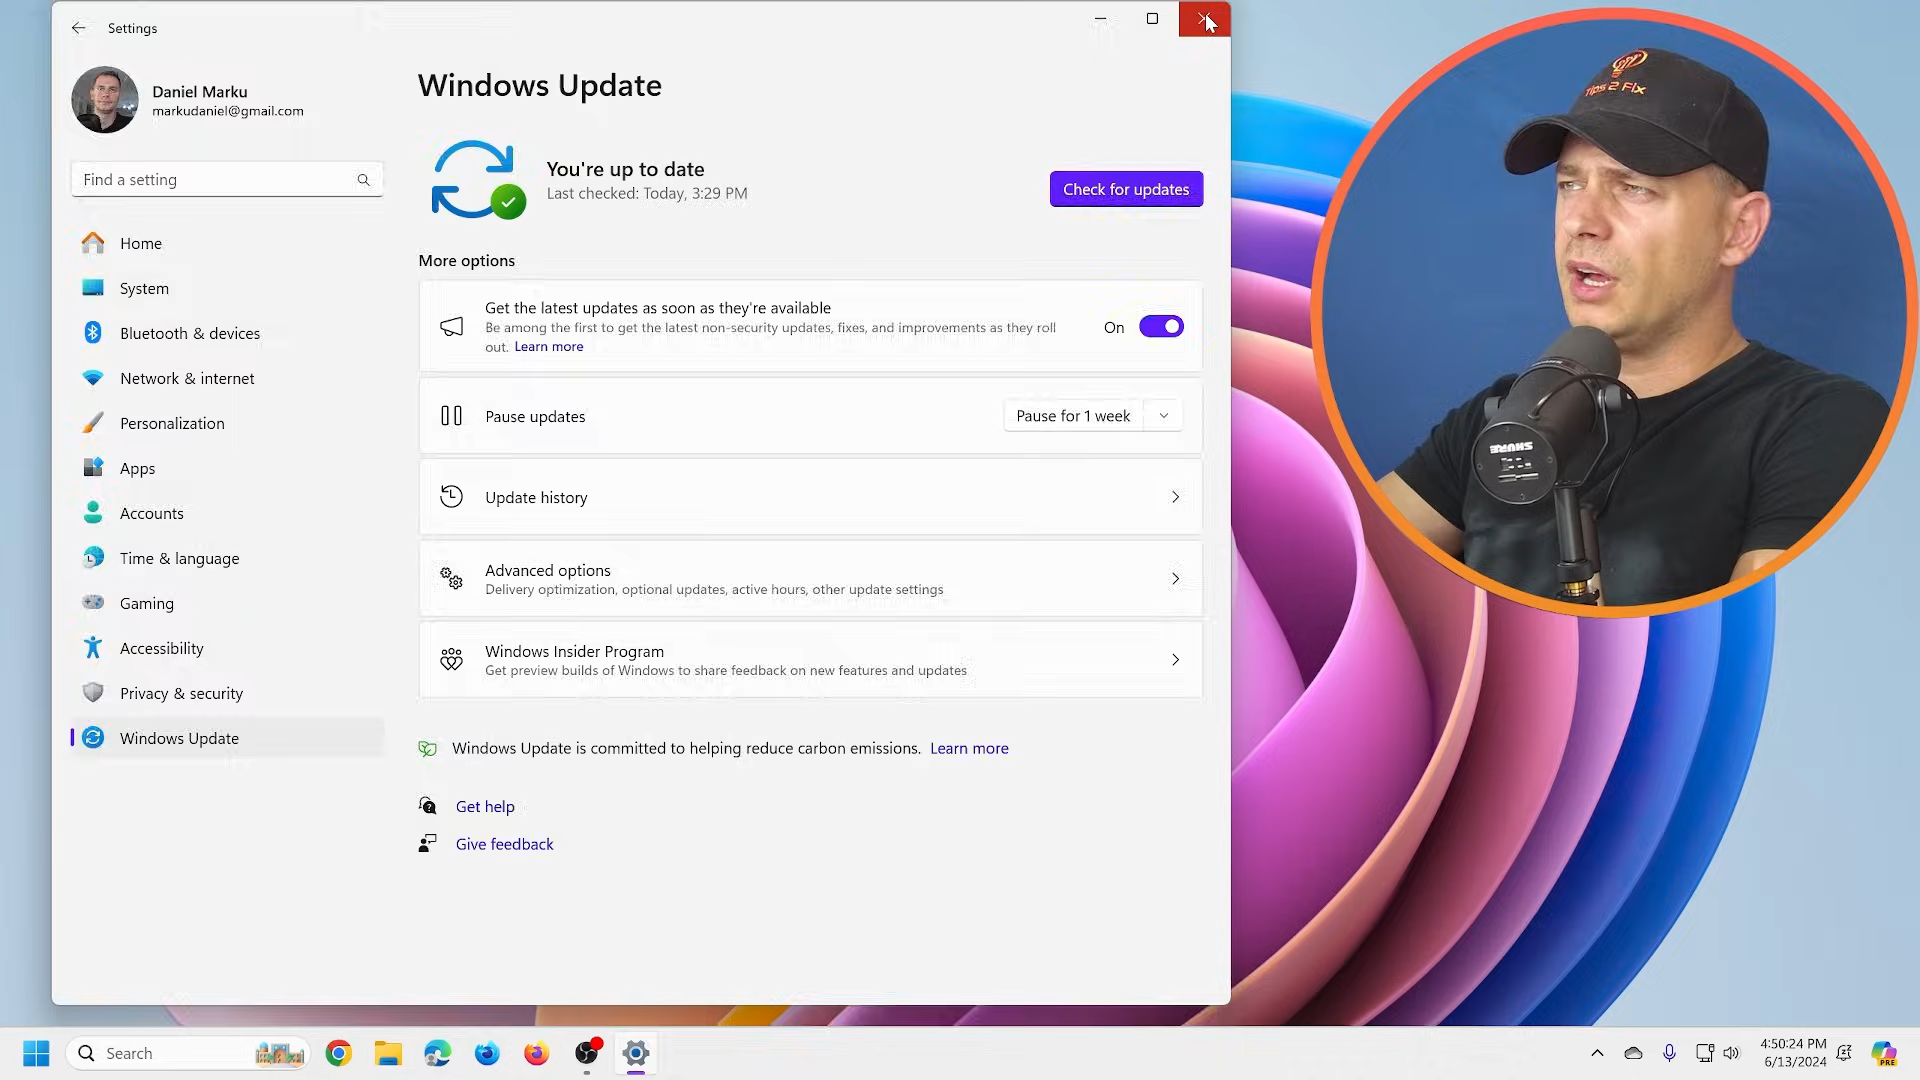 Settings
Daniel Marku
markudaniel@gmail.com
Find a setting
Home
System
Bluetooth & devices
Network & internet
Personalization
Apps
Accounts
Time & language
Gaming
Accessibility
Privacy & security
Windows Update
Windows Update
You're up to date
Last checked: Today, 3:29 PM
Check for updates
More options
Get the latest updates as soon as they're available
Be among the first to get the latest non-security updates, fixes, and improvements as they roll
out. Learn more
On
Pause updates
Pause for 1 week
Update history
Advanced options
Delivery optimization, optional updates, active hours, other update settings
Windows Insider Program
Get preview builds of Windows to share feedback on new features and updates
Windows Update is committed to helping reduce carbon emissions. Learn more
Get help
Give feedback
Tips 2 Fix
SHURE
Search
4:50:24 PM
6/13/2024
PRE